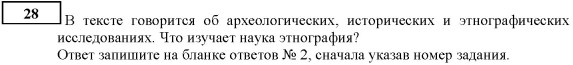 28
В тексте говорится об археологических, исторических и этнографических
исследованиях. Что изучает наука этнография?
Ответ запишите на бланке ответов № 2, сначала указав номер задания.